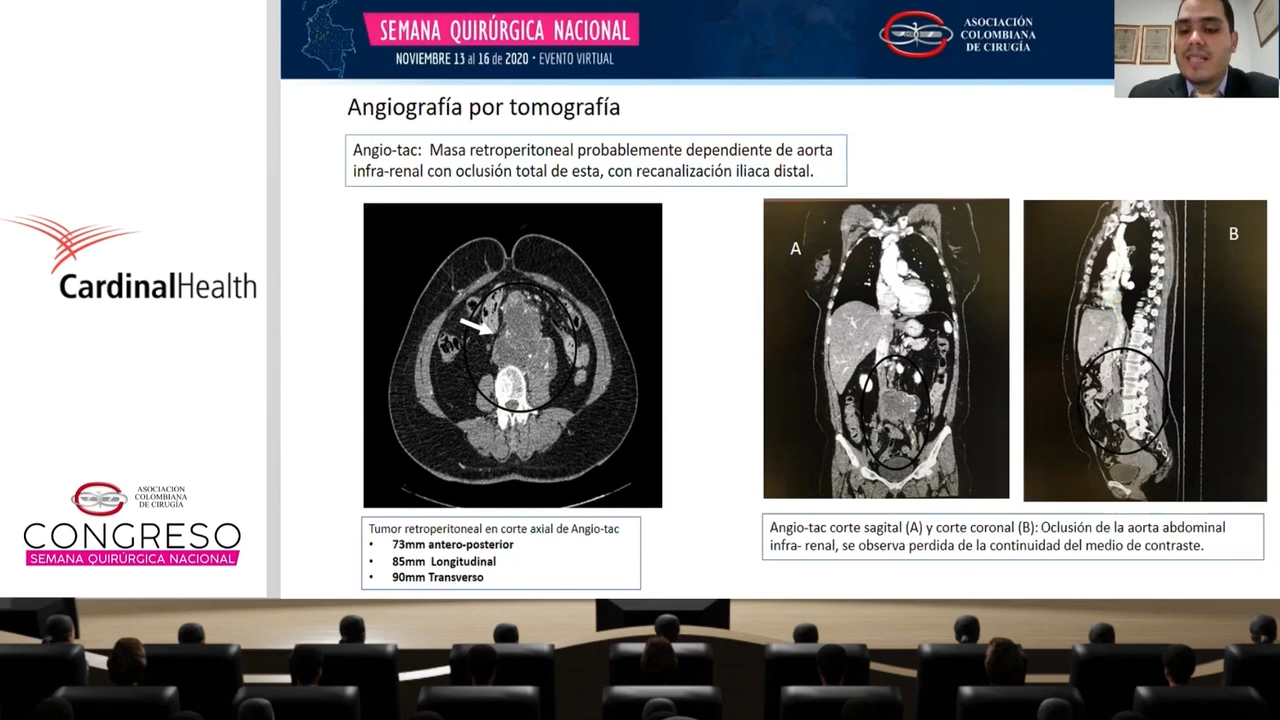 SEMANA QUIRÚRGICA NACIONAL
NOVIEMBRE 13 al 16 de 2020 • EVENTO VIRTUAL
ASOCIACIÓN
COLOMBIANA
DE CIRUGÍA
Angiografía por tomografía
Angio-tac: Masa retroperitoneal probablemente dependiente de aorta
infra-renal con oclusión total de esta, con recanalización iliaca distal.
A
B
CardinalHealth
Tumor retroperitoneal en corte axial de Angio-tac
• 73mm antero-posterior
• 85mm Longitudinal
• 90mm Transverso
Angio-tac corte sagital (A) y corte coronal (B): Oclusión de la aorta abdominal
infra- renal, se observa perdida de la continuidad del medio de contraste.
ASOCIACIÓN
COLOMBIANA
DE CIRUGÍA
CONGRESO
SEMANA QUIRÚRGICA NACIONAL